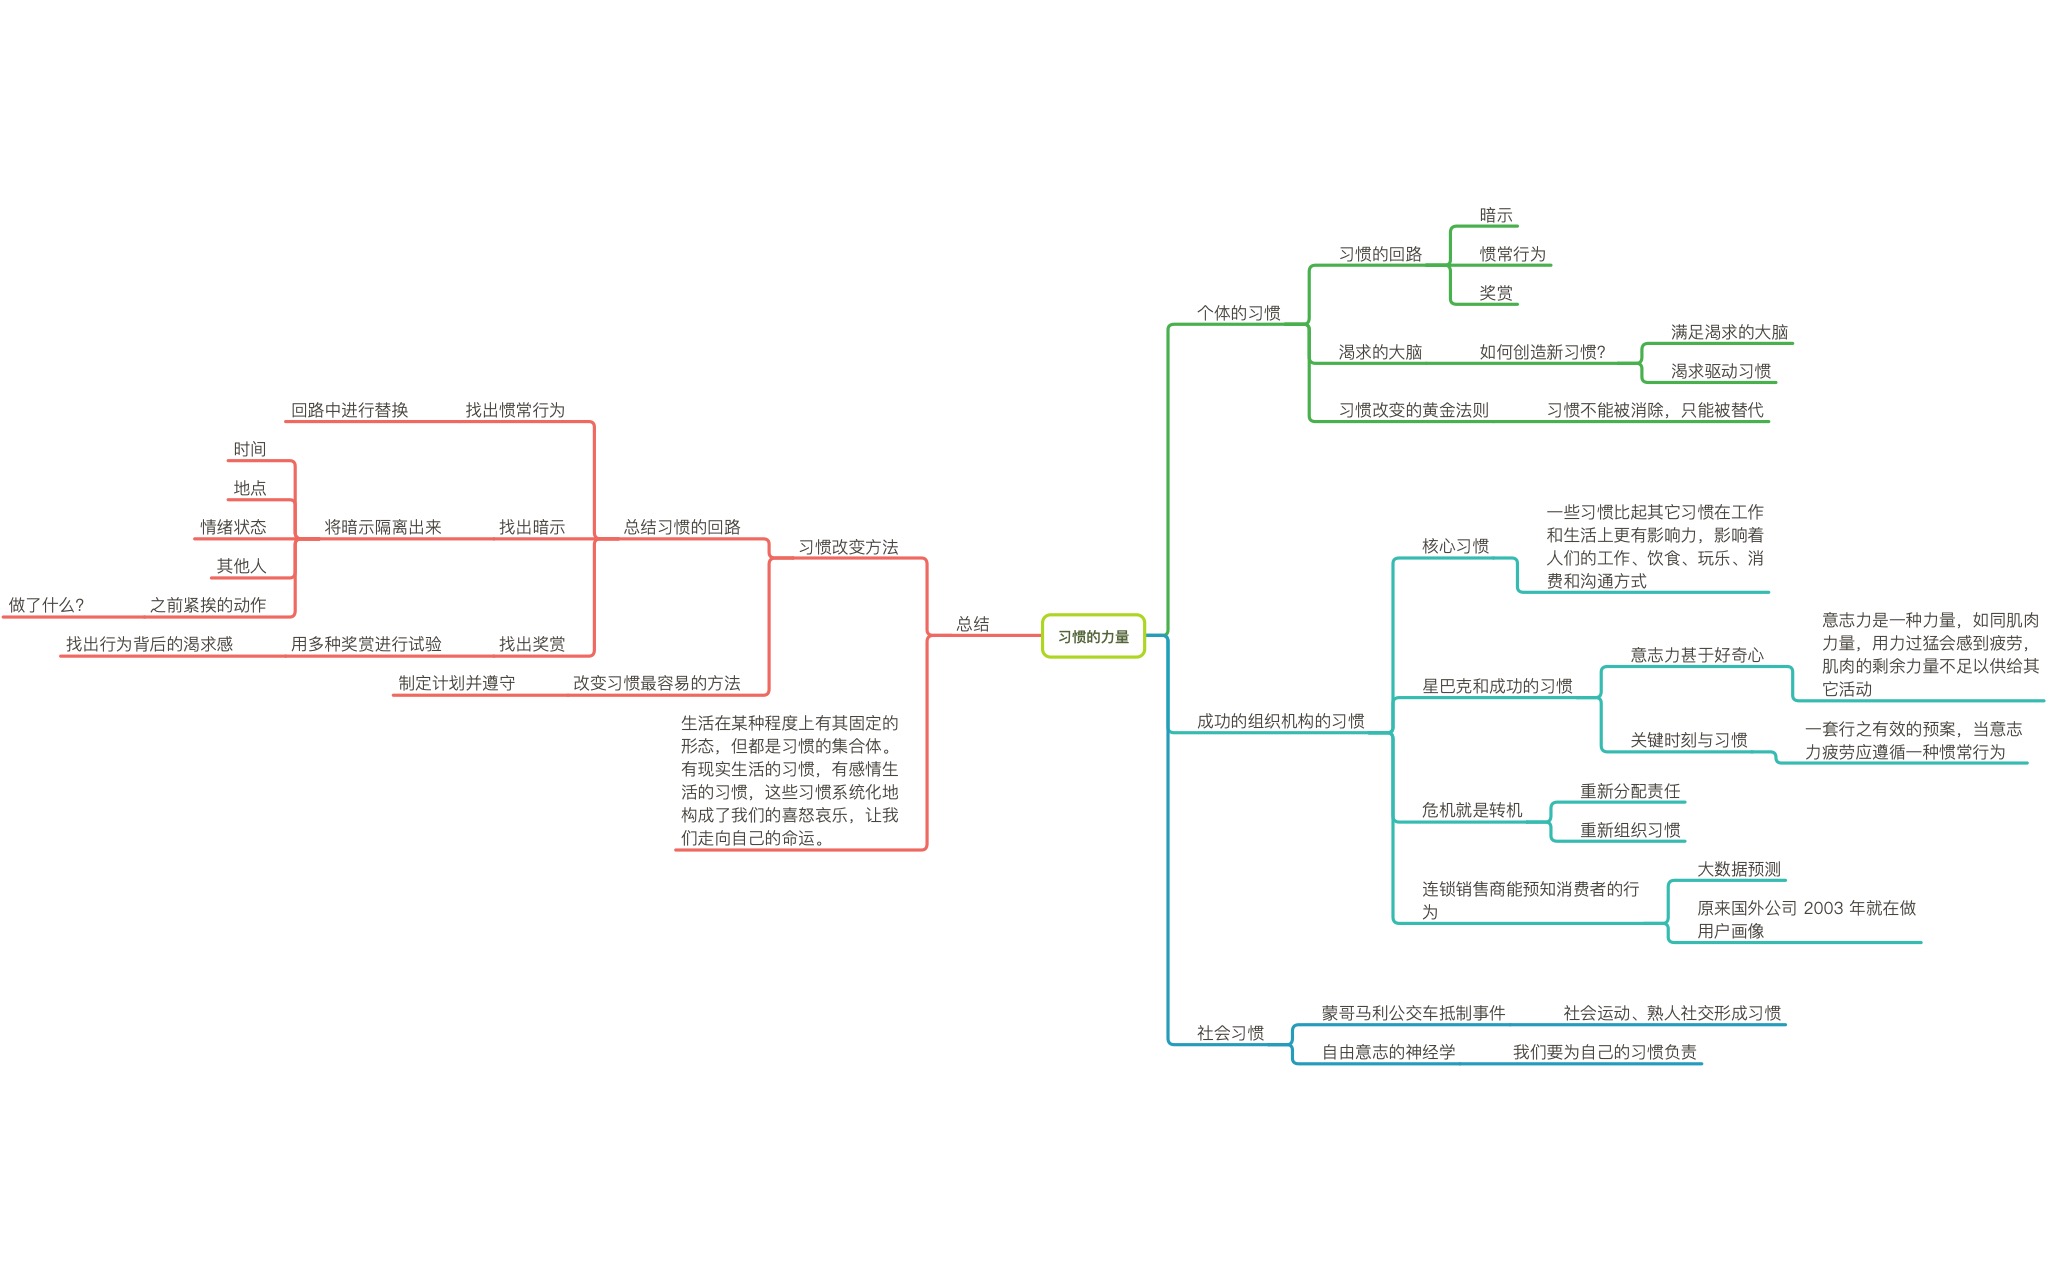 习惯的力量
个体的习惯
习惯的回路
暗示
惯常行为
奖赏
渴求的大脑
如何创造新习惯?
满足渴求的大脑
渴求驱动习惯
习惯改变的黄金法则
习惯不能被消除，只能被替代
成功的组织机构的习惯
核心习惯
一些习惯比起其它习惯在工作
和生活上更有影响力，影响着
人们的工作、饮食、玩乐、消
费和沟通方式
星巴克和成功的习惯
意志力甚于好奇心
意志力是一种力量，如同肌肉
力量，用力过猛会感到疲劳，
肌肉的剩余力量不足以供给其
它活动
关键时刻与习惯
一套行之有效的预案，当意志
力疲劳应遵循一种惯常行为
危机就是转机
重新分配责任
重新组织习惯
连锁销售商能预知消费者的行
为
大数据预测
原来国外公司 2003 年就在做
用户画像
社会习惯
蒙哥马利公交车抵制事件
社会运动、熟人社交形成习惯
自由意志的神经学
我们要为自己的习惯负责
总结
习惯改变方法
总结习惯的回路
找出惯常行为
回路中进行替换
找出暗示
将暗示隔离出来
时间
地点
情绪状态
其他人
之前紧挨的动作
做了什么?
找出奖赏
用多种奖赏进行试验
找出行为背后的渴求感
改变习惯最容易的方法
制定计划并遵守
生活在某种程度上有其固定的
形态，但都是习惯的集合体。
有现实生活的习惯，有感情生
活的习惯，这些习惯系统化地
构成了我们的喜怒哀乐，让我
们走向自己的命运。